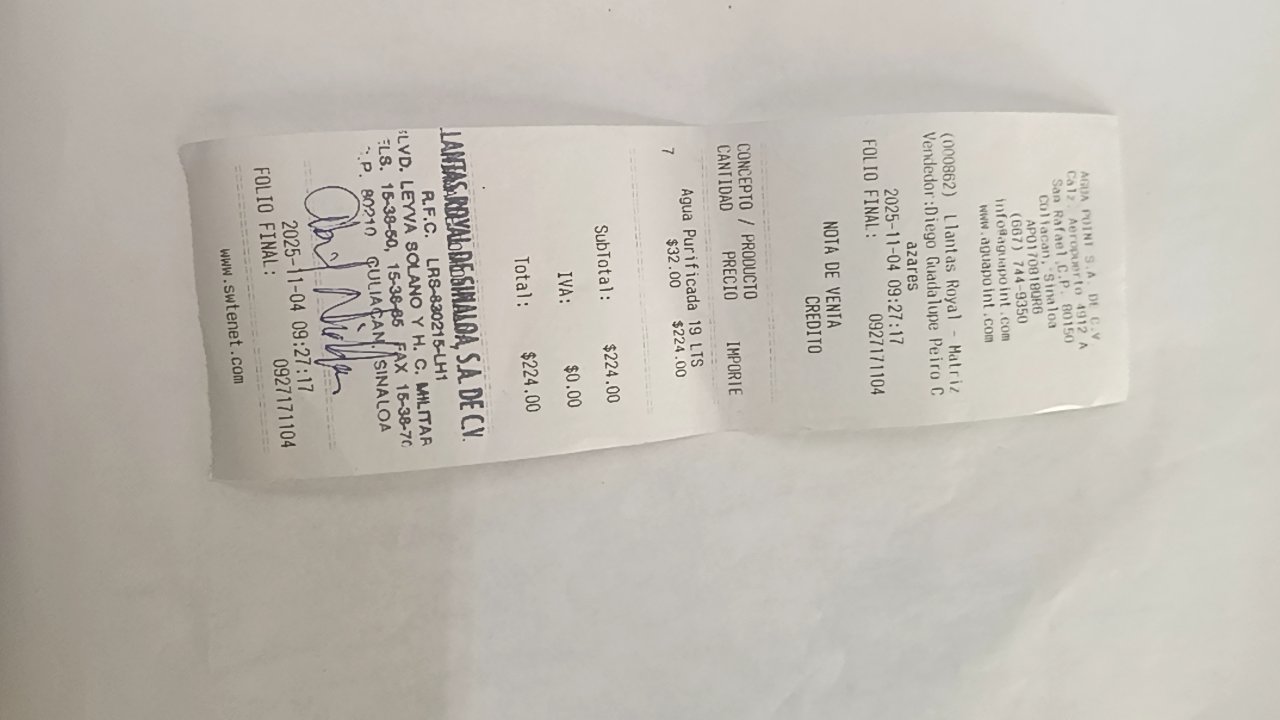 AGUA POINT S.A. DE C.V
Calz. Aeropuerto 4912 A
San Rafael,C.P. 80150
Culiacan, Sinaloa
APO170818QR6
(667) 744-9350
info@aguapoint.com
www.aguapoint.com
(000862) Llantas Royal - Matriz
Vendedor:Diego Guadalupe Peiro C
azares
2025-11-04 09:27:17
FOLIO FINAL: 0927171104
NOTA DE VENTA
CREDITO
CONCEPTO / PRODUCTO
CANTIDAD PRECIO IMPORTE
Agua Purificada 19 LTS
7 $32.00 $224.00
SubTotal: $224.00
IVA: $0.00
Total: $224.00
LLANTAS ROYAL DE SINALOA, S.A. DE C.V.
R.F.C. LRS-830215-LH1
BLVD. LEYVA SOLANO Y H. C. MILITAR
TELS. 15-38-50, 15-38-85 FAX 15-38-70
C.P. 80210 CULIACAN, SINALOA
2025-11-04 09:27:17
FOLIO FINAL: 0927171104
www.swtenet.com